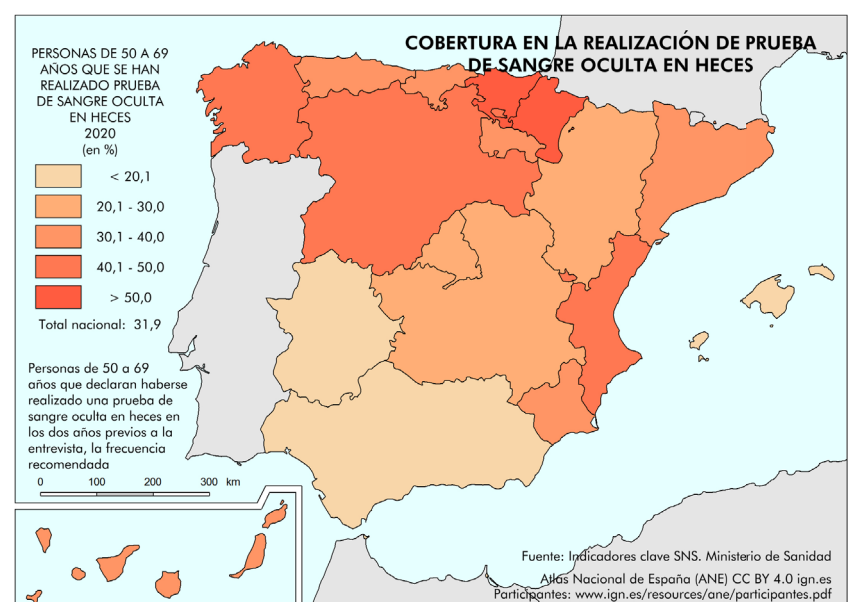 COBERTURA EN LA REALIZACIÓN DE PRUEBA
DE SANGRE OCULTA EN HECES
PERSONAS DE 50 A 69
AÑOS QUE SE HAN
REALIZADO PRUEBA
DE SANGRE OCULTA
EN HECES
2020
(en %)
< 20,1
20,1 - 30,0
30,1 - 40,0
40,1 - 50,0
> 50,0
Total nacional: 31,9
Personas de 50 a 69
años que declaran haberse
realizado una prueba de
sangre oculta en heces en
los dos años previos a la
entrevista, la frecuencia
recomendada
0 100 200 300 km
Fuente: Indicadores clave SNS. Ministerio de Sanidad
Atlas Nacional de España (ANE) CC BY 4.0 ign.es
Participantes: www.ign.es/resources/ane/participantes.pdf